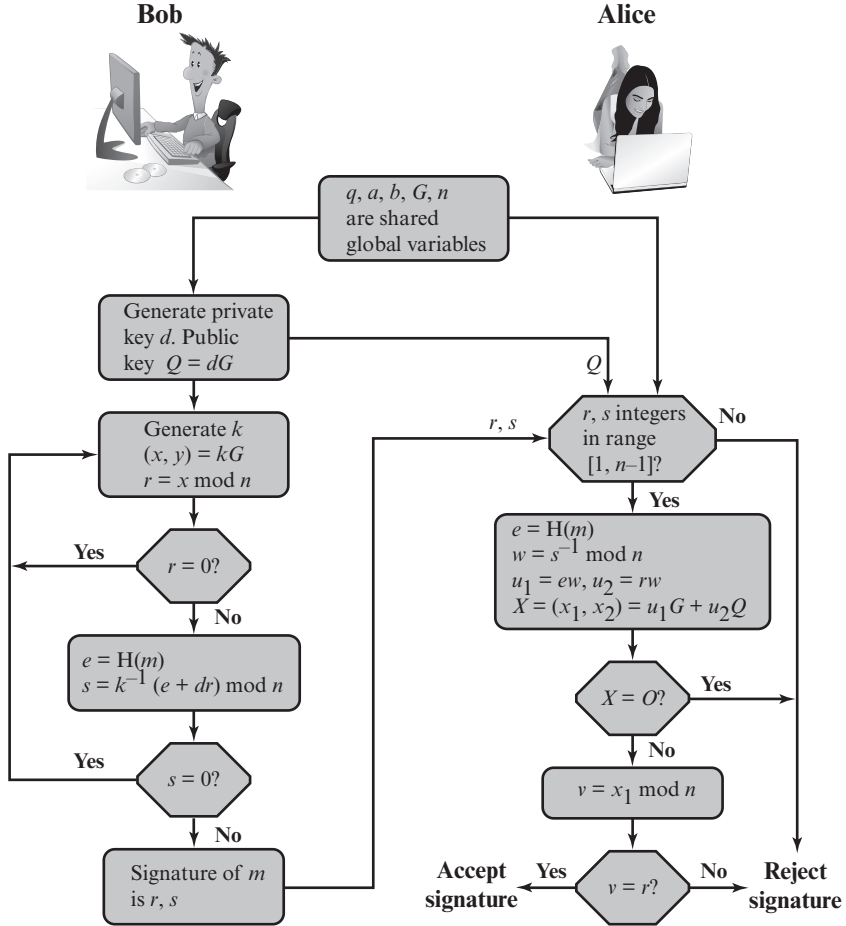 Bob
Alice
q, a, b, G, n
are shared
global variables
Generate private
key d. Public
key Q = dG
Q
Generate k
(x, y) = kG
r = x mod n
r, s
r, s integers
in range
[1, n–1]?
No
Yes
r = 0?
Yes
No
e = H(m)
w = s⁻¹ mod n
u₁ = ew, u₂ = rw
X = (x₁, x₂) = u₁G + u₂Q
e = H(m)
s = k⁻¹ (e + dr) mod n
X = O?
Yes
No
s = 0?
Yes
No
v = x₁ mod n
Signature of m
is r, s
v = r?
Yes
No
Accept
signature
Reject
signature